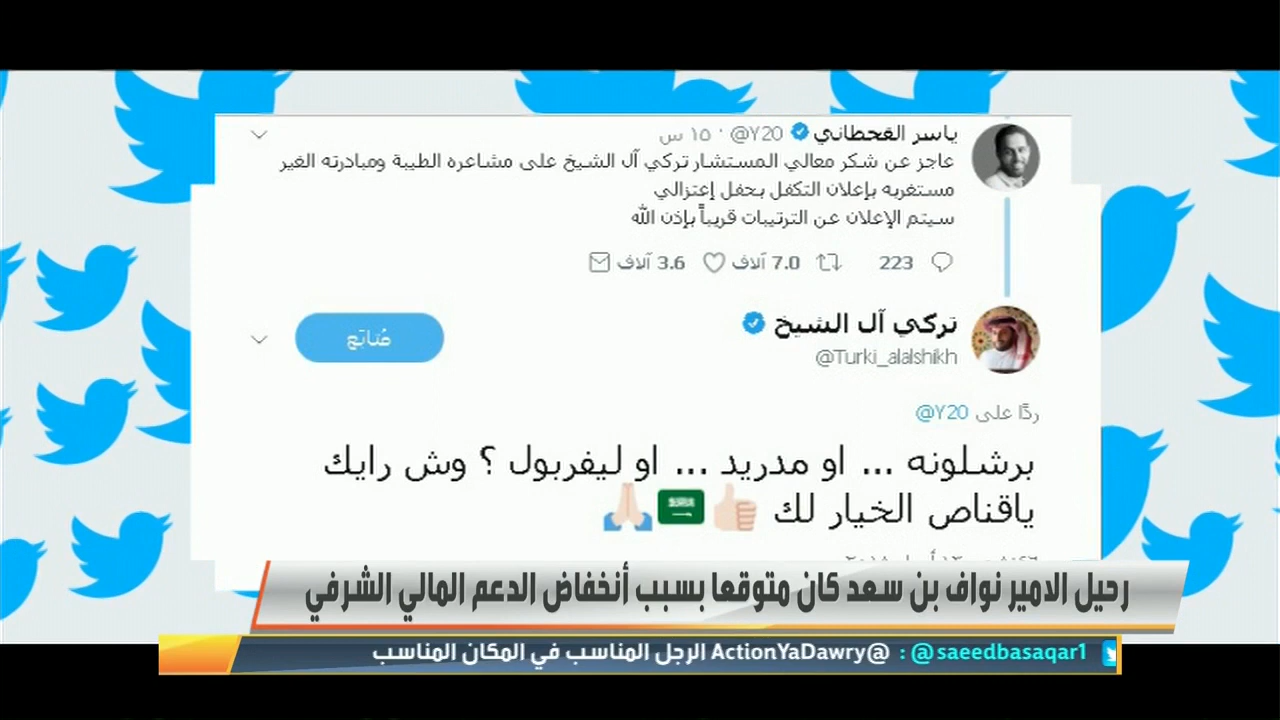 ياسر القحطاني @Y20 · ١٥ س
عاجز عن شكر معالي المستشار تركي آل الشيخ على مشاعره الطيبة ومبادرته الغير
مستغربه بإعلان التكفل بحفل إعتزالي
سيتم الإعلان عن الترتيبات قريباً بإذن الله
223 7.0 آلاف 3.6 آلاف
تركي آل الشيخ
@Turki_alalshikh
مُتابَع
ردًا على @Y20
برشلونه ... او مدريد ... او ليفربول ؟ وش رايك
ياقناص الخيار لك
رحيل الامير نواف بن سعد كان متوقعا بسبب أنخفاض الدعم المالي الشرفي
@saeedbasaqar1 : @ActionYaDawry الرجل المناسب في المكان المناسب